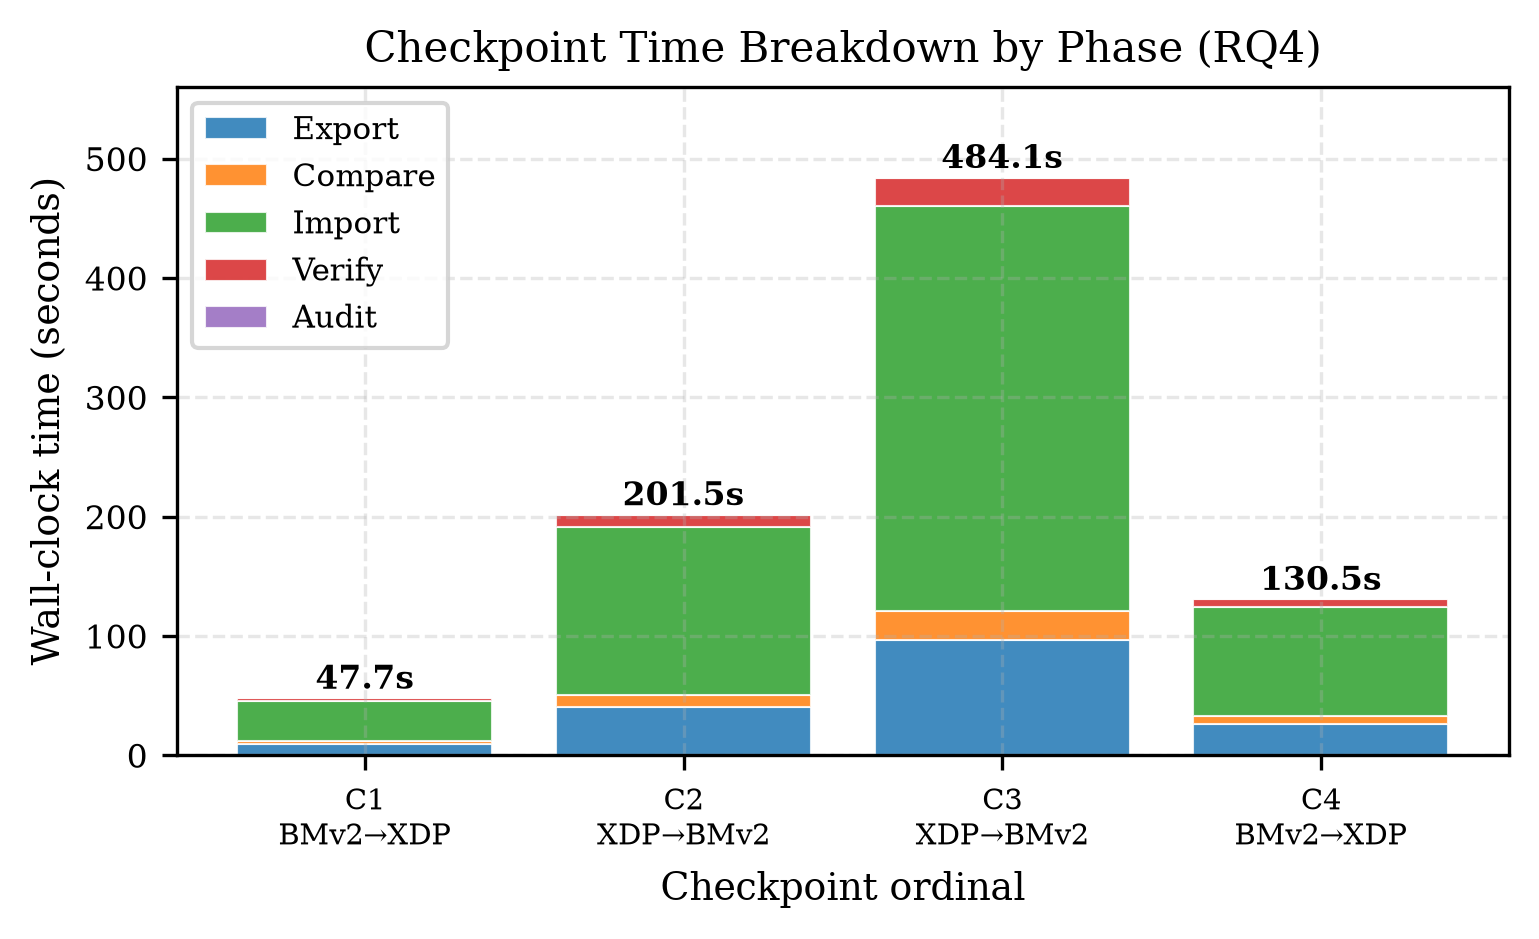 Checkpoint Time Breakdown by Phase (RQ4)
Export
Compare
Import
Verify
Audit
Wall-clock time (seconds)
500
400
300
200
100
0
47.7s
201.5s
484.1s
130.5s
C1
BMv2→XDP
C2
XDP→BMv2
C3
XDP→BMv2
C4
BMv2→XDP
Checkpoint ordinal